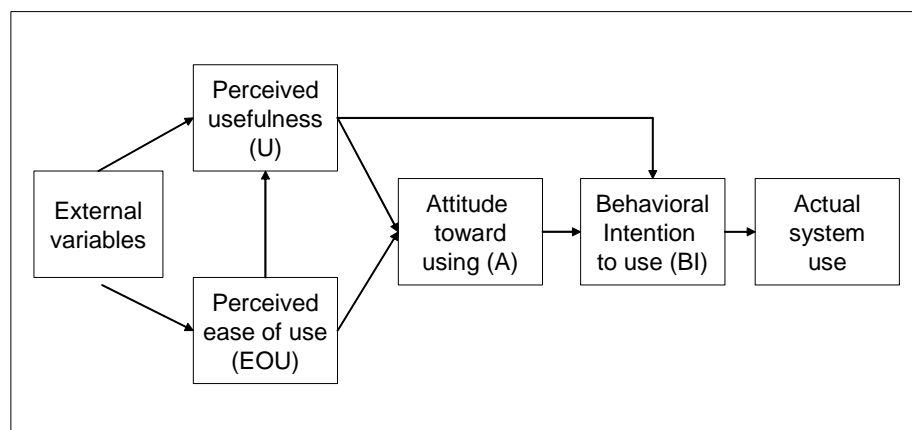 External
variables
Perceived
usefulness
(U)
Perceived
ease of use
(EOU)
Attitude
toward
using (A)
Behavioral
Intention
to use (BI)
Actual
system
use